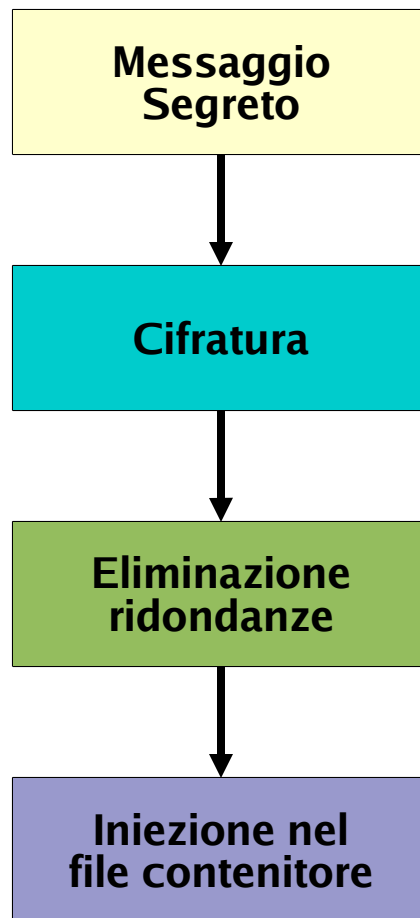 Messaggio
Segreto
Cifratura
Eliminazione
ridondanze
Iniezione nel
file contenitore